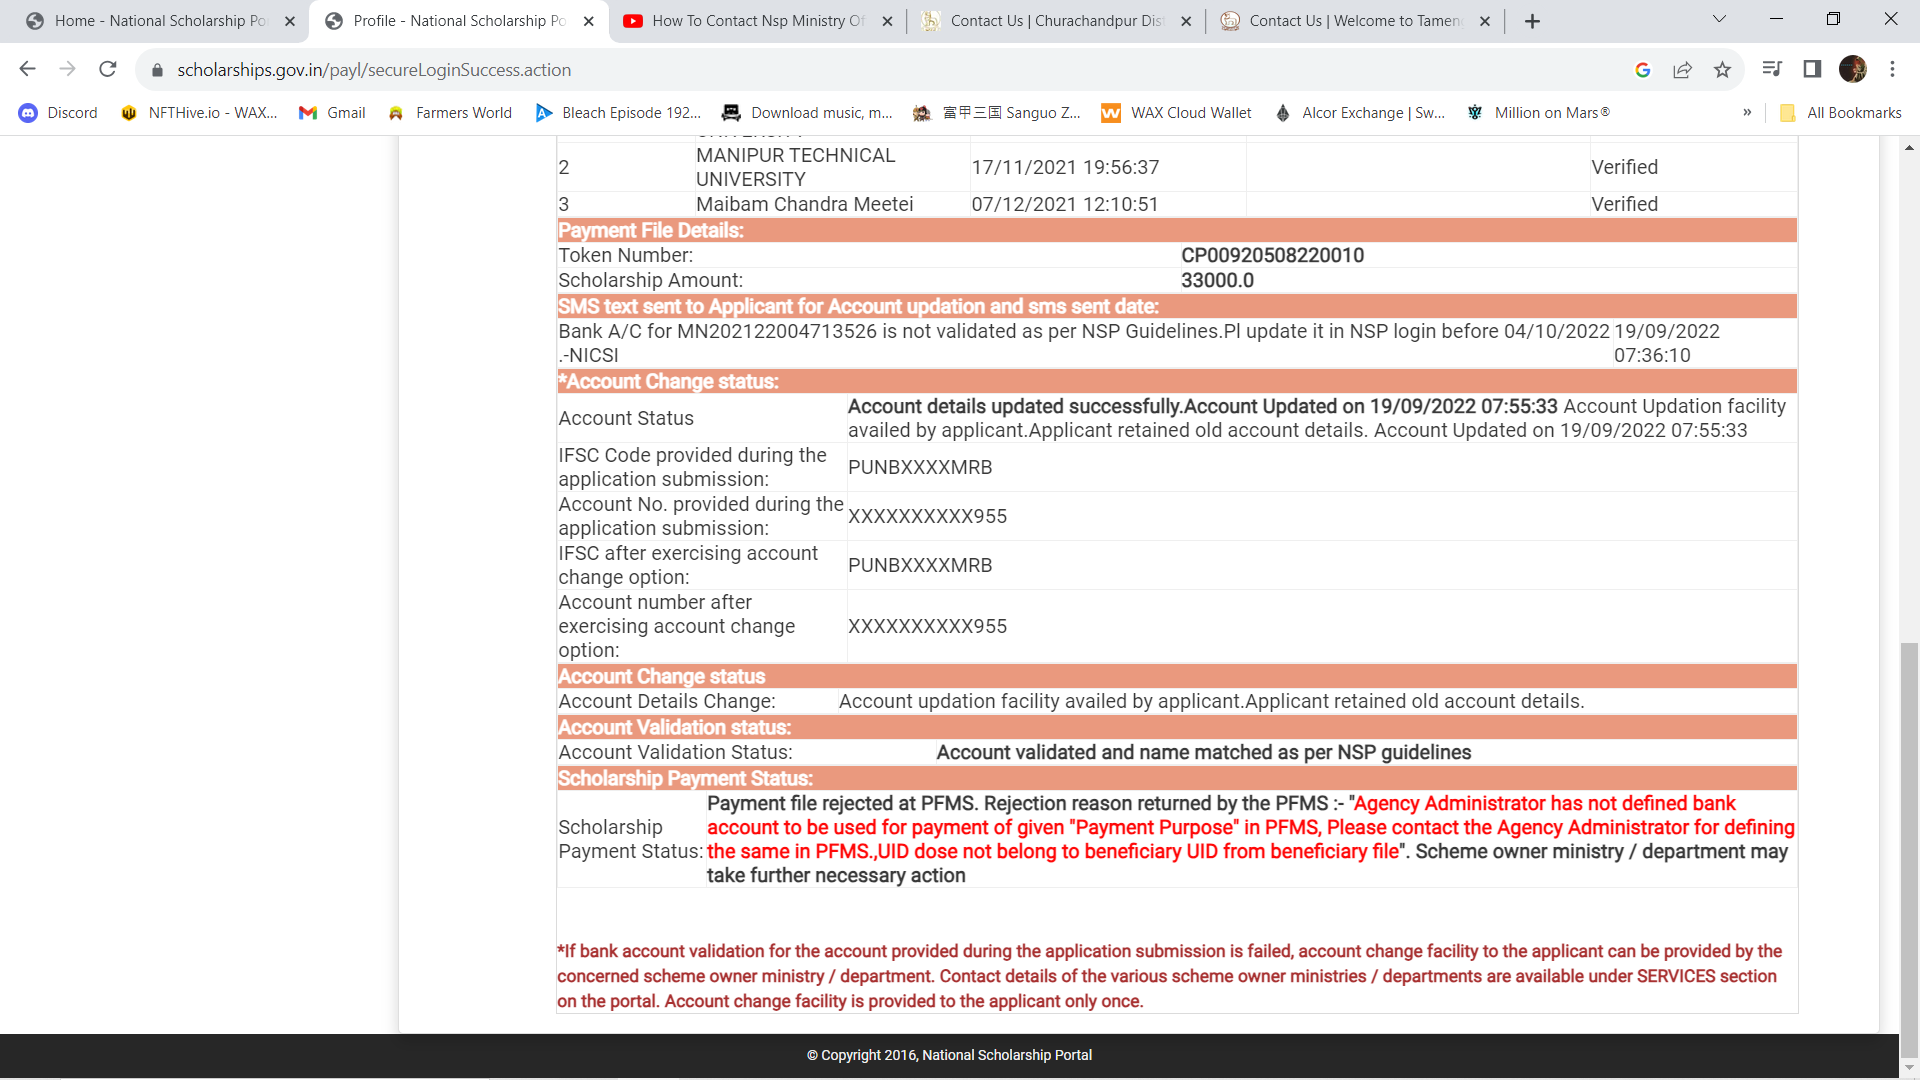 Home - National Scholarship Po
Profile - National Scholarship Po
How To Contact Nsp Ministry Of
Contact Us | Churachandpur Dist
Contact Us | Welcome to Tameng
scholarships.gov.in/payl/secureLoginSuccess.action
Discord
NFTHive.io - WAX...
Gmail
Farmers World
Bleach Episode 192...
Download music, m...
富甲三国 Sanguo Z...
WAX Cloud Wallet
Alcor Exchange | Sw...
Million on Mars®
»
All Bookmarks
UNIVERSITY
2 MANIPUR TECHNICAL UNIVERSITY 17/11/2021 19:56:37 Verified
3 Maibam Chandra Meetei 07/12/2021 12:10:51 Verified
Payment File Details:
Token Number: CP00920508220010
Scholarship Amount: 33000.0
SMS text sent to Applicant for Account updation and sms sent date:
Bank A/C for MN202122004713526 is not validated as per NSP Guidelines.Pl update it in NSP login before 04/10/2022
.-NICSI
19/09/2022
07:36:10
*Account Change status:
Account Status
Account details updated successfully.Account Updated on 19/09/2022 07:55:33 Account Updation facility
availed by applicant.Applicant retained old account details. Account Updated on 19/09/2022 07:55:33
IFSC Code provided during the
application submission:
PUNBXXXXMRB
Account No. provided during the
application submission:
XXXXXXXXXX955
IFSC after exercising account
change option:
PUNBXXXXMRB
Account number after
exercising account change
option:
XXXXXXXXXX955
Account Change status
Account Details Change: Account updation facility availed by applicant.Applicant retained old account details.
Account Validation status:
Account Validation Status: Account validated and name matched as per NSP guidelines
Scholarship Payment Status:
Scholarship
Payment Status:
Payment file rejected at PFMS. Rejection reason returned by the PFMS :- "Agency Administrator has not defined bank
account to be used for payment of given "Payment Purpose" in PFMS, Please contact the Agency Administrator for defining
the same in PFMS.,UID dose not belong to beneficiary UID from beneficiary file". Scheme owner ministry / department may
take further necessary action
*If bank account validation for the account provided during the application submission is failed, account change facility to the applicant can be provided by the
concerned scheme owner ministry / department. Contact details of the various scheme owner ministries / departments are available under SERVICES section
on the portal. Account change facility is provided to the applicant only once.
© Copyright 2016, National Scholarship Portal